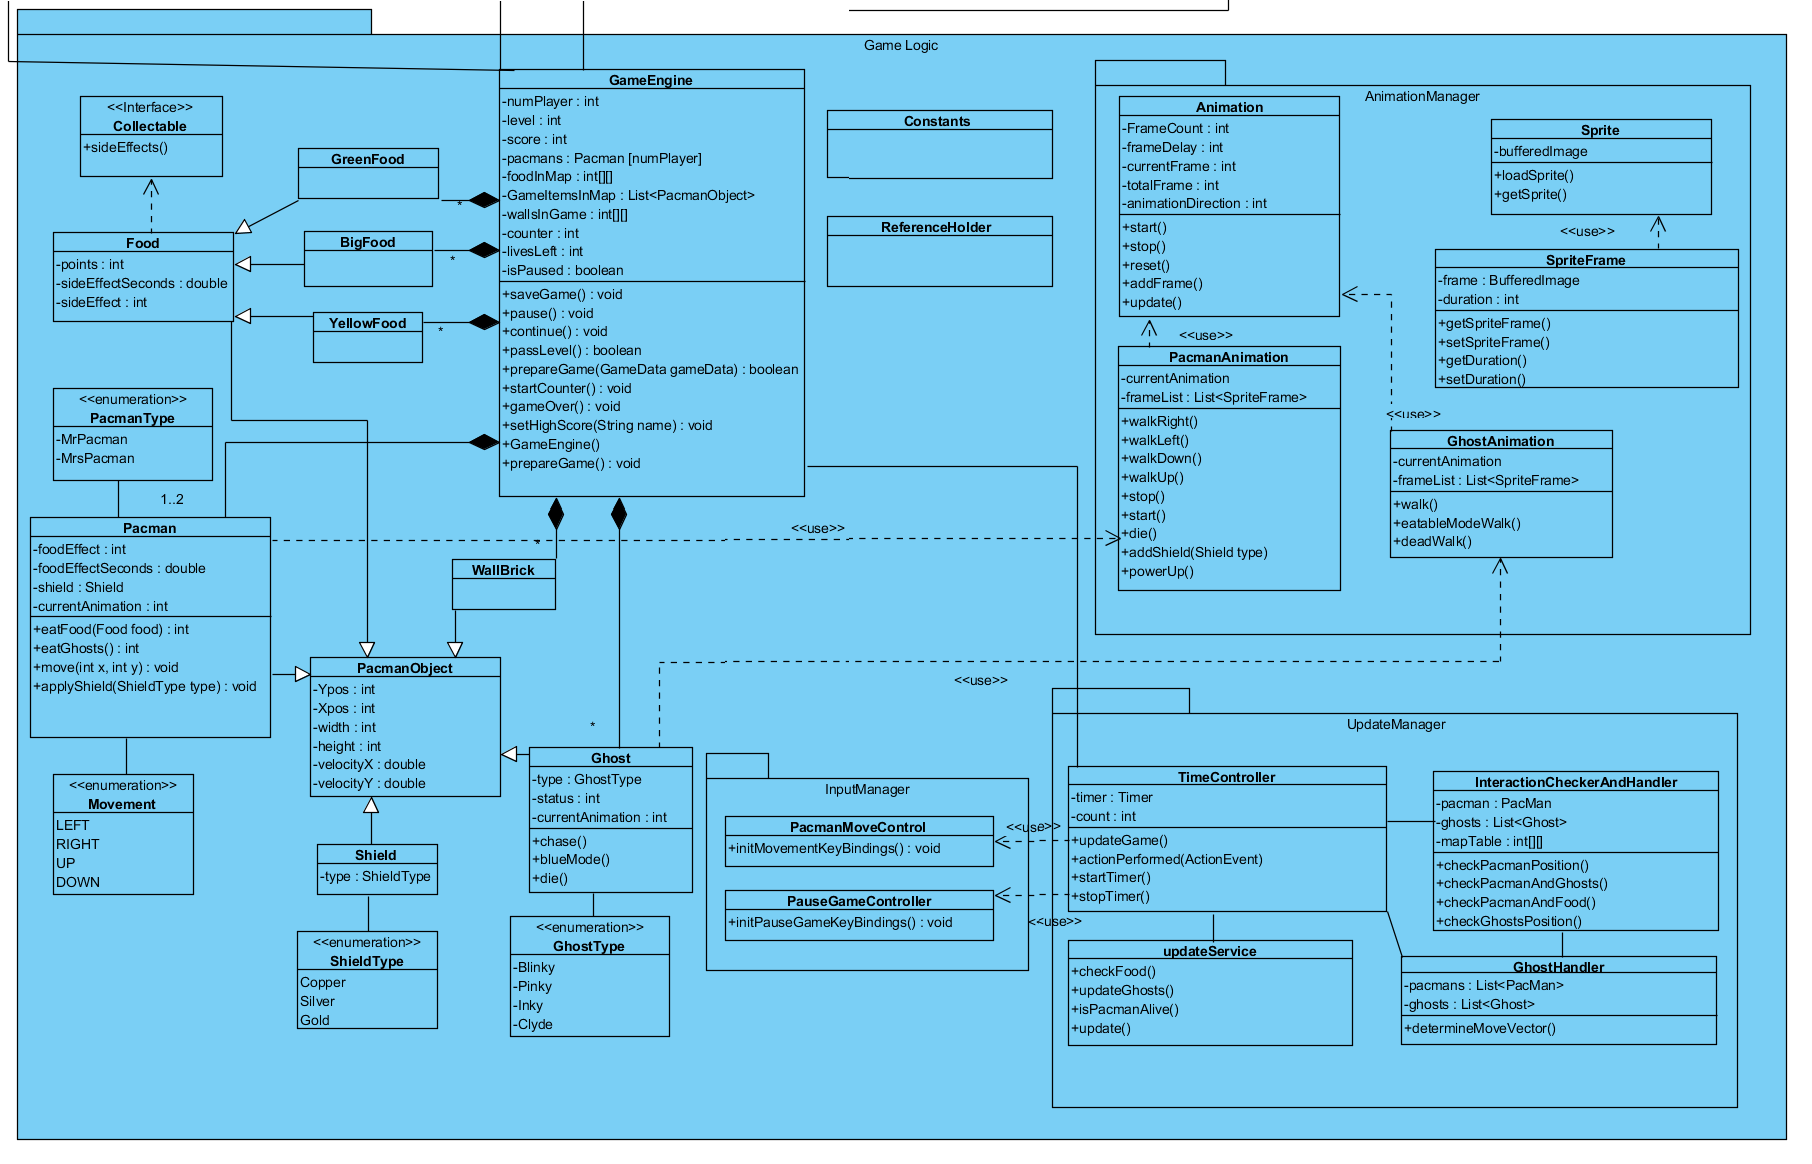 Game Logic
GameEngine
-numPlayer : int
-level : int
-score : int
-pacmans : Pacman [numPlayer]
-foodInMap : int[][]
-GameItemsInMap : List<PacmanObject>
-wallsInGame : int[][]
-counter : int
-livesLeft : int
-isPaused : boolean
+saveGame() : void
+pause() : void
+continue() : void
+passLevel() : boolean
+prepareGame(GameData gameData) : boolean
+startCounter() : void
+gameOver() : void
+setHighScore(String name) : void
+GameEngine()
+prepareGame() : void
<<Interface>>
Collectable
+sideEffects()
GreenFood
*
BigFood
*
YellowFood
*
Food
-points : int
-sideEffectSeconds : double
-sideEffect : int
<<enumeration>>
PacmanType
-MrPacman
-MrsPacman
1..2
Pacman
-foodEffect : int
-foodEffectSeconds : double
-shield : Shield
-currentAnimation : int
+eatFood(Food food) : int
+eatGhosts() : int
+move(int x, int y) : void
+applyShield(ShieldType type) : void
<<enumeration>>
Movement
LEFT
RIGHT
UP
DOWN
*
WallBrick
PacmanObject
-Ypos : int
-Xpos : int
-width : int
-height : int
-velocityX : double
-velocityY : double
Shield
-type : ShieldType
<<enumeration>>
ShieldType
Copper
Silver
Gold
*
Ghost
-type : GhostType
-status : int
-currentAnimation : int
+chase()
+blueMode()
+die()
<<enumeration>>
GhostType
-Blinky
-Pinky
-Inky
-Clyde
Constants
ReferenceHolder
<<use>>
<<use>>
AnimationManager
Animation
-FrameCount : int
-frameDelay : int
-currentFrame : int
-totalFrame : int
-animationDirection : int
+start()
+stop()
+reset()
+addFrame()
+update()
<<use>>
PacmanAnimation
-currentAnimation
-frameList : List<SpriteFrame>
+walkRight()
+walkLeft()
+walkDown()
+walkUp()
+stop()
+start()
+die()
+addShield(Shield type)
+powerUp()
Sprite
-bufferedImage
+loadSprite()
+getSprite()
<<use>>
SpriteFrame
-frame : BufferedImage
-duration : int
+getSpriteFrame()
+setSpriteFrame()
+getDuration()
+setDuration()
<<use>>
GhostAnimation
-currentAnimation
-frameList : List<SpriteFrame>
+walk()
+eatableModeWalk()
+deadWalk()
InputManager
PacmanMoveControl
+initMovementKeyBindings() : void
PauseGameController
+initPauseGameKeyBindings() : void
<<use>>
<<use>>
UpdateManager
TimeController
-timer : Timer
-count : int
+updateGame()
+actionPerformed(ActionEvent)
+startTimer()
+stopTimer()
updateService
+checkFood()
+updateGhosts()
+isPacmanAlive()
+update()
InteractionCheckerAndHandler
-pacman : PacMan
-ghosts : List<Ghost>
-mapTable : int[][]
+checkPacmanPosition()
+checkPacmanAndGhosts()
+checkPacmanAndFood()
+checkGhostsPosition()
GhostHandler
-pacmans : List<PacMan>
-ghosts : List<Ghost>
+determineMoveVector()